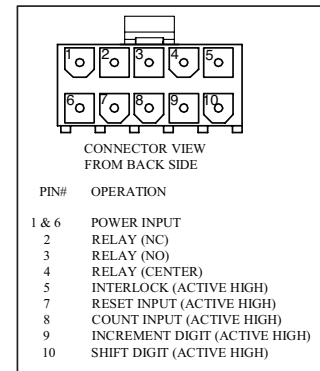 1 2 3 4 5
6 7 8 9 10
CONNECTOR VIEW
FROM BACK SIDE
PIN# OPERATION
1 & 6 POWER INPUT
2 RELAY (NC)
3 RELAY (NO)
4 RELAY (CENTER)
5 INTERLOCK (ACTIVE HIGH)
7 RESET INPUT (ACTIVE HIGH)
8 COUNT INPUT (ACTIVE HIGH)
9 INCREMENT DIGIT (ACTIVE HIGH)
10 SHIFT DIGIT (ACTIVE HIGH)